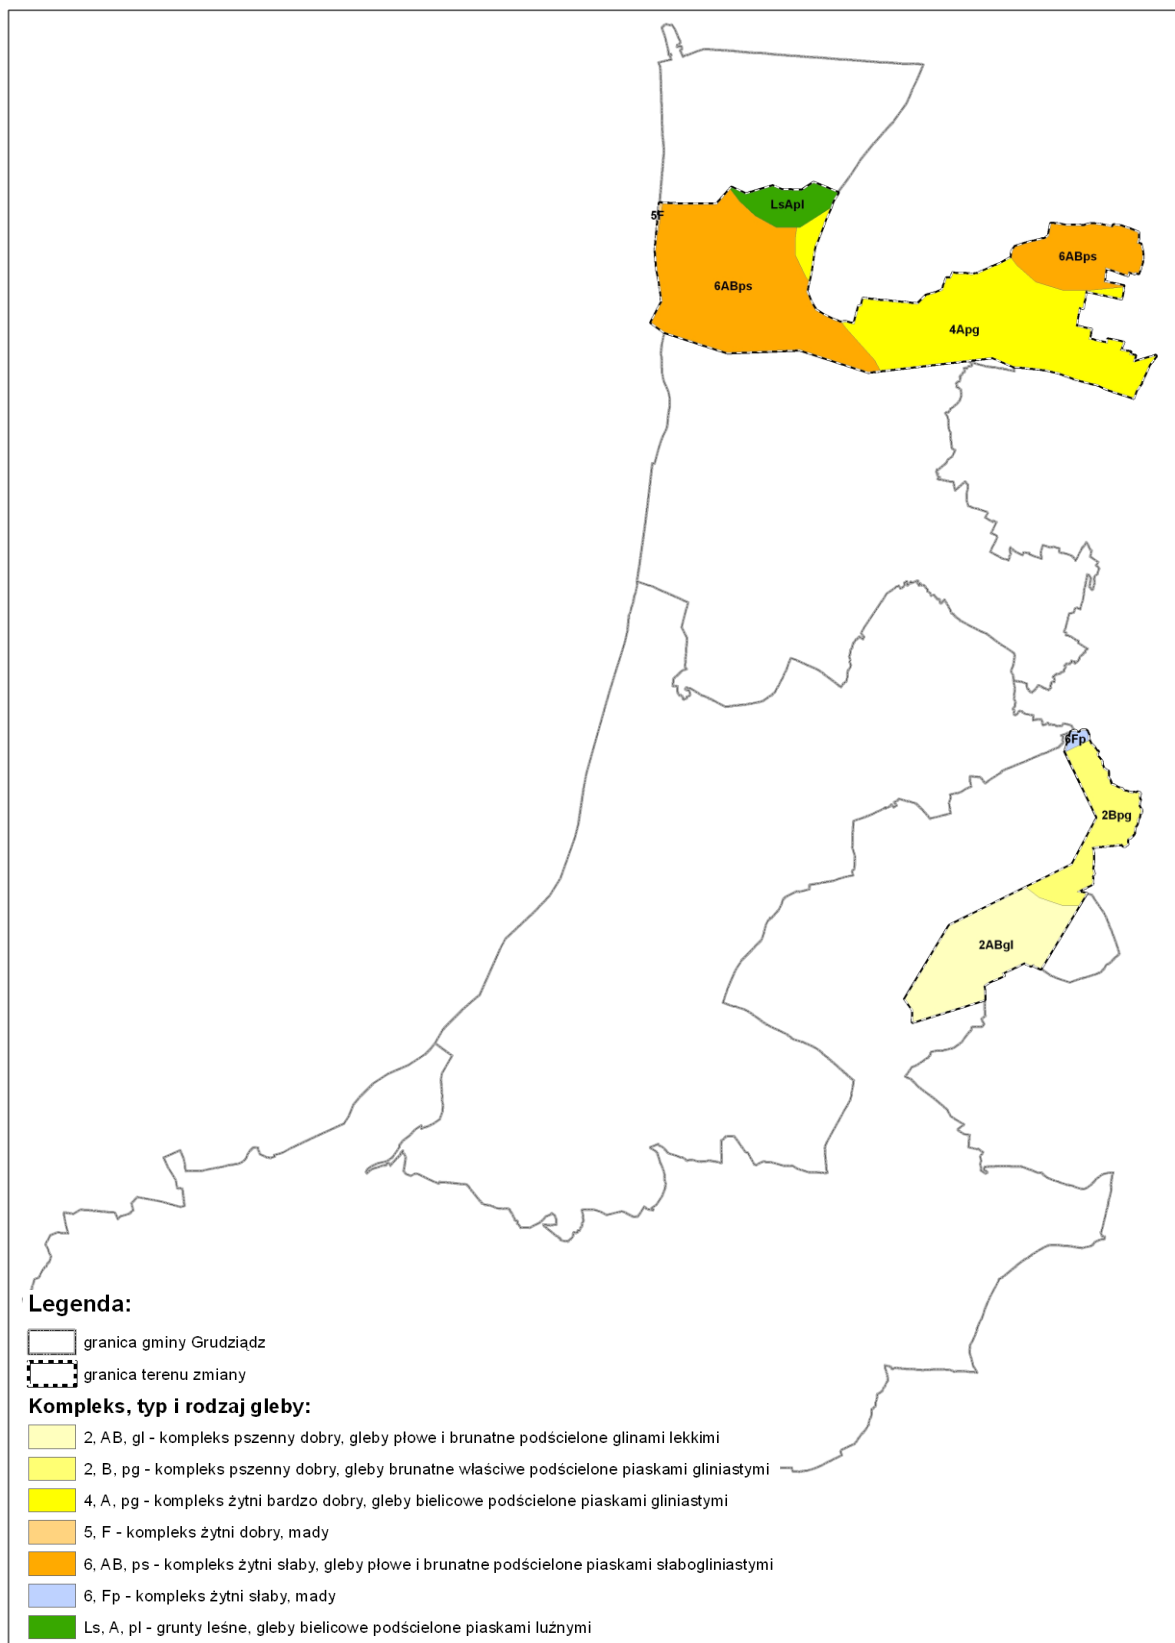 LsApl
5F
6ABps
6ABps
4Apg
6Fp
2Bpg
2ABgl
Legenda:
granica gminy Grudziądz
granica terenu zmiany
Kompleks, typ i rodzaj gleby:
2, AB, gl - kompleks pszenny dobry, gleby płowe i brunatne podścielone glinami lekkimi
2, B, pg - kompleks pszenny dobry, gleby brunatne właściwe podścielone piaskami gliniastymi
4, A, pg - kompleks żytni bardzo dobry, gleby bielicowe podścielone piaskami gliniastymi
5, F - kompleks żytni dobry, mady
6, AB, ps - kompleks żytni słaby, gleby płowe i brunatne podścielone piaskami słabogliniastymi
6, Fp - kompleks żytni słaby, mady
Ls, A, pl - grunty leśne, gleby bielicowe podścielone piaskami luźnymi